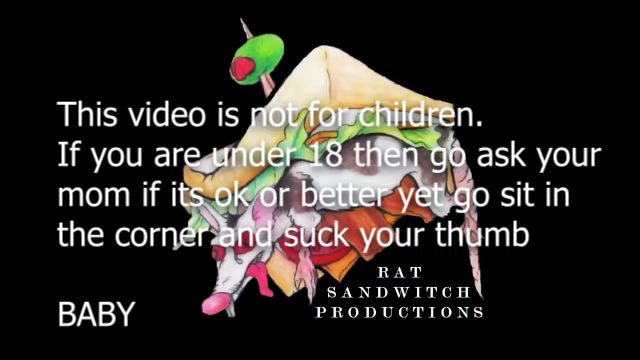 This video is not for children.
If you are under 18 then go ask your
mom if its ok or better yet go sit in
the corner and suck your thumb
BABY
RAT
SANDWITCH
PRODUCTIONS